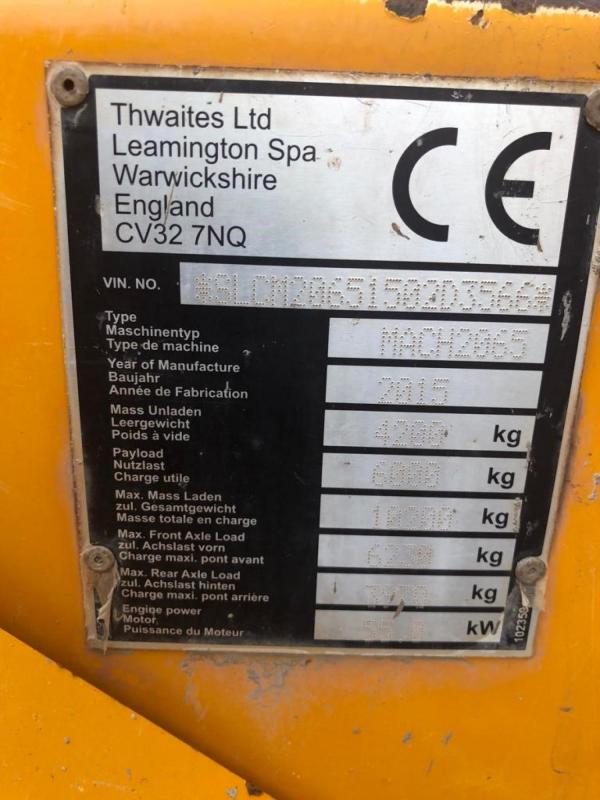 Thwaites Ltd
Leamington Spa
Warwickshire
England
CV32 7NQ
CE
VIN. NO.
Type
Maschinentyp
Type de machine
MACH2065
Year of Manufacture
Baujahr
Année de Fabrication
2015
Mass Unladen
Leergewicht
Poids à vide
4200 kg
Payload
Nutzlast
Charge utile
6000 kg
Max. Mass Laden
zul. Gesamtgewicht
Masse totale en charge
kg
Max. Front Axle Load
zul. Achslast vorn
Charge maxi. pont avant
kg
Max. Rear Axle Load
zul. Achslast hinten
Charge maxi. pont arrière
kg
Engine power
Motor
Puissance du Moteur
kW